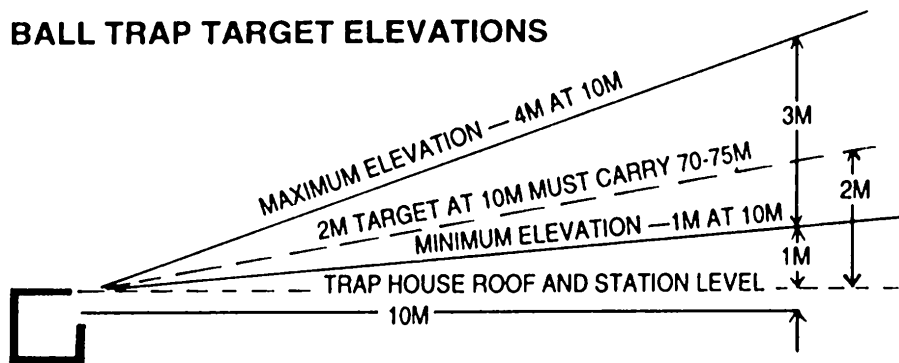 BALL TRAP TARGET ELEVATIONS
MAXIMUM ELEVATION — 4M AT 10M
3M
2M TARGET AT 10M MUST CARRY 70-75M
2M
MINIMUM ELEVATION —1M AT 10M
1M
TRAP HOUSE ROOF AND STATION LEVEL
10M